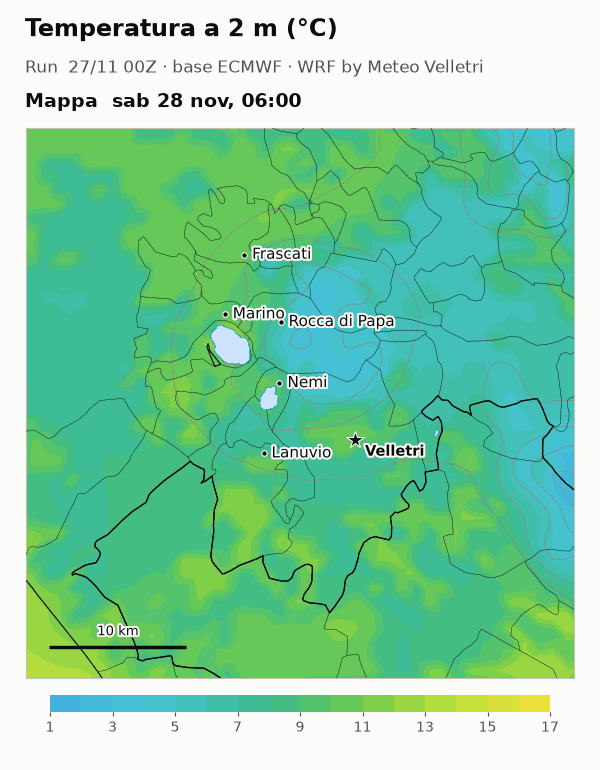 Temperatura a 2 m (°C)
Run  27/11 00Z · base ECMWF · WRF by Meteo Velletri
Mappa  sab 28 nov, 06:00
Frascati
Marino
Rocca di Papa
Nemi
Velletri
Lanuvio
10 km
1 3 5 7 9 11 13 15 17